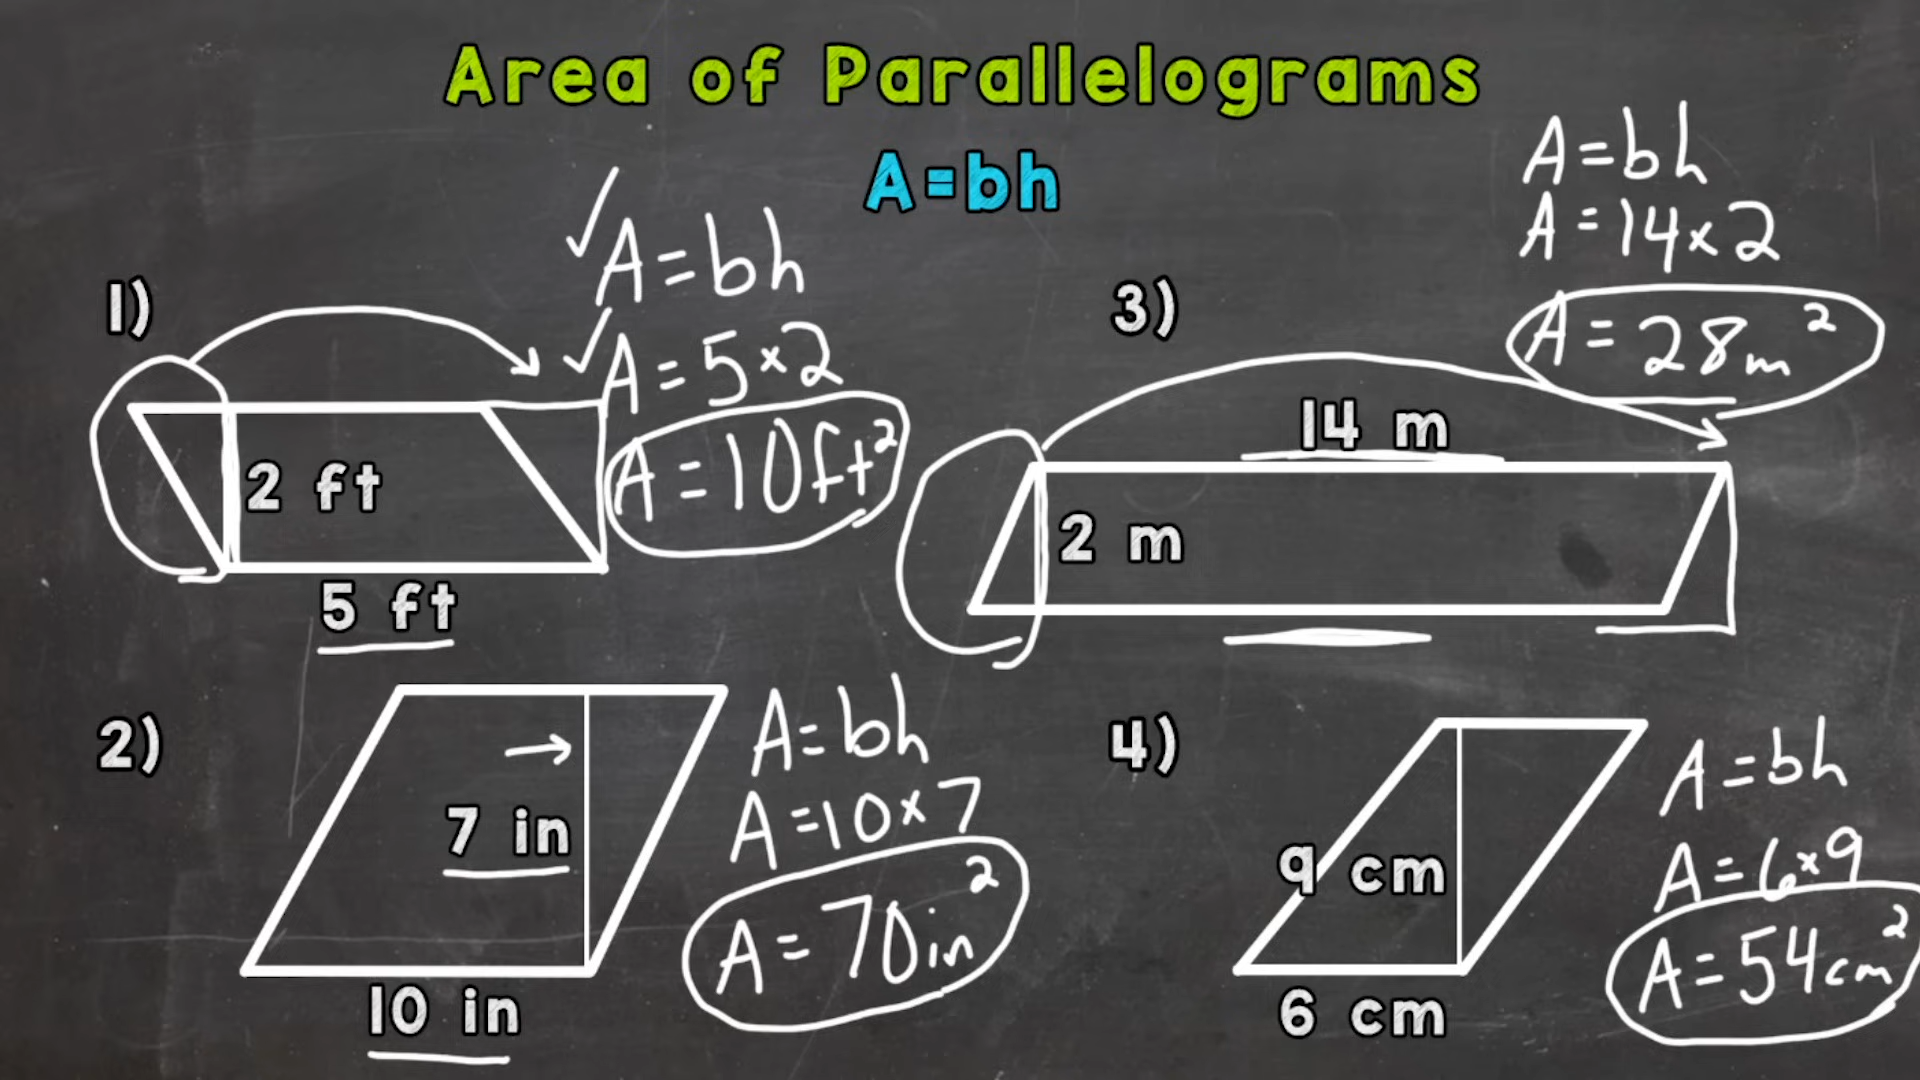 Area of Parallelograms
A=bh
1)
A=bh
A=5×2
A=10ft²
2 ft
5 ft
2)
7 in
10 in
A=bh
A=10×7
A=70in²
3)
14 m
2 m
A=bh
A=14×2
A=28m²
4)
9 cm
6 cm
A=bh
A=6×9
A=54cm²